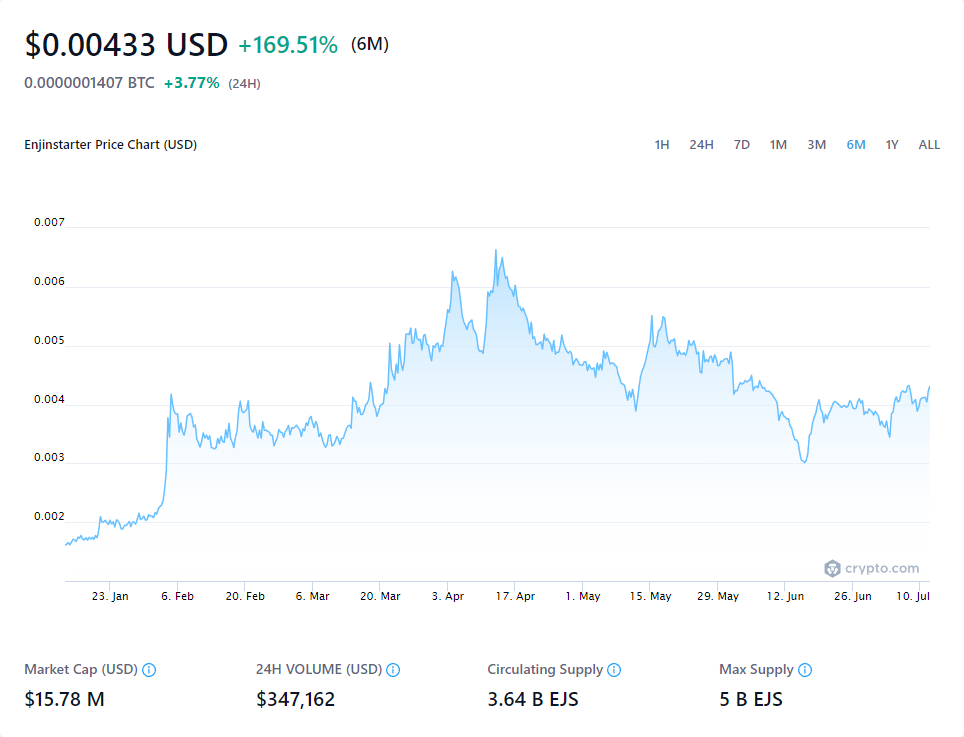 $0.00433 USD +169.51% (6M)
0.0000001407 BTC +3.77% (24H)
Enjinstarter Price Chart (USD) 1H 24H 7D 1M 3M 6M 1Y ALL
0.007
0.006
0.005
0.004
0.003
0.002
crypto.com
23. Jan 6. Feb 20. Feb 6. Mar 20. Mar 3. Apr 17. Apr 1. May 15. May 29. May 12. Jun 26. Jun 10. Jul
Market Cap (USD) 24H VOLUME (USD) Circulating Supply Max Supply
$15.78 M $347,162 3.64 B EJS 5 B EJS